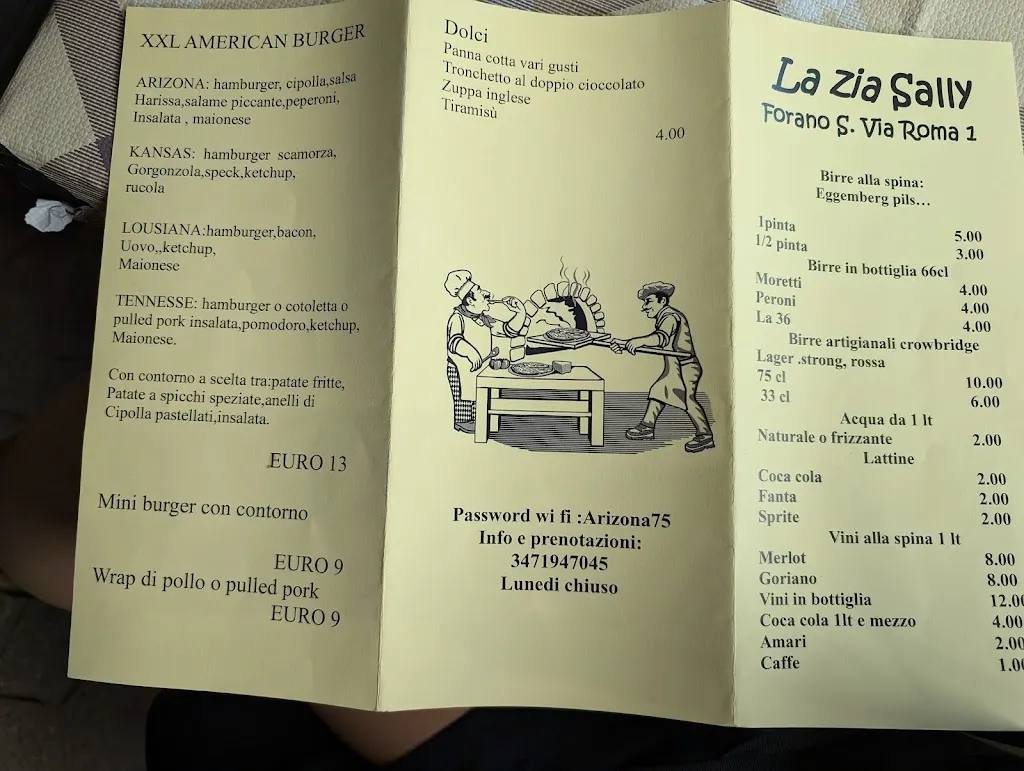 XXL AMERICAN BURGER
ARIZONA: hamburger, cipolla,salsa
Harissa,salame piccante,peperoni,
Insalata , maionese
KANSAS: hamburger scamorza,
Gorgonzola,speck,ketchup,
rucola
LOUSIANA:hamburger,bacon,
Uovo,,ketchup,
Maionese
TENNESSE: hamburger o cotoletta o
pulled pork insalata,pomodoro,ketchup,
Maionese.
Con contorno a scelta tra:patate fritte,
Patate a spicchi speziate,anelli di
Cipolla pastellati,insalata.
EURO 13
Mini burger con contorno
EURO 9
Wrap di pollo o pulled pork
EURO 9
Dolci
Panna cotta vari gusti
Tronchetto al doppio cioccolato
Zuppa inglese
Tiramisù
4.00
Password wi fi :Arizona75
Info e prenotazioni:
3471947045
Lunedi chiuso
La zia Sally
Forano S. Via Roma 1
Birre alla spina:
Eggemberg pils...
1pinta 5.00
1/2 pinta 3.00
Birre in bottiglia 66cl
Moretti 4.00
Peroni 4.00
La 36 4.00
Birre artigianali crowbridge
Lager .strong, rossa
75 cl 10.00
33 cl 6.00
Acqua da 1 lt
Naturale o frizzante 2.00
Lattine
Coca cola 2.00
Fanta 2.00
Sprite 2.00
Vini alla spina 1 lt
Merlot 8.00
Goriano 8.00
Vini in bottiglia 12.00
Coca cola 1lt e mezzo 4.00
Amari 2.00
Caffe 1.00